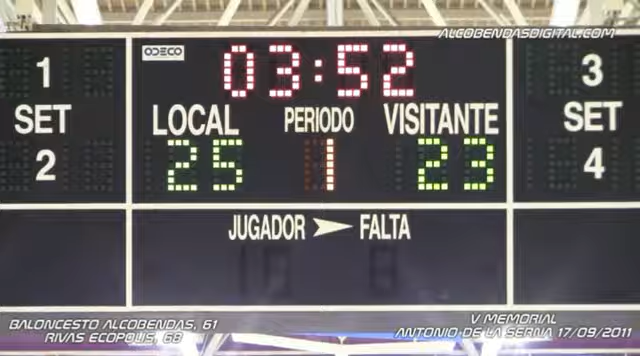 ALCOBENDASDIGITAL.COM
ODECO
03:52
1
3
SET
LOCAL
PERIODO
VISITANTE
SET
2
25
1
23
4
JUGADOR
FALTA
BALONCESTO ALCOBENDAS, 61
RIVAS ECOPOLIS, 68
V MEMORIAL
ANTONIO DE LA SERNA 17/09/2011